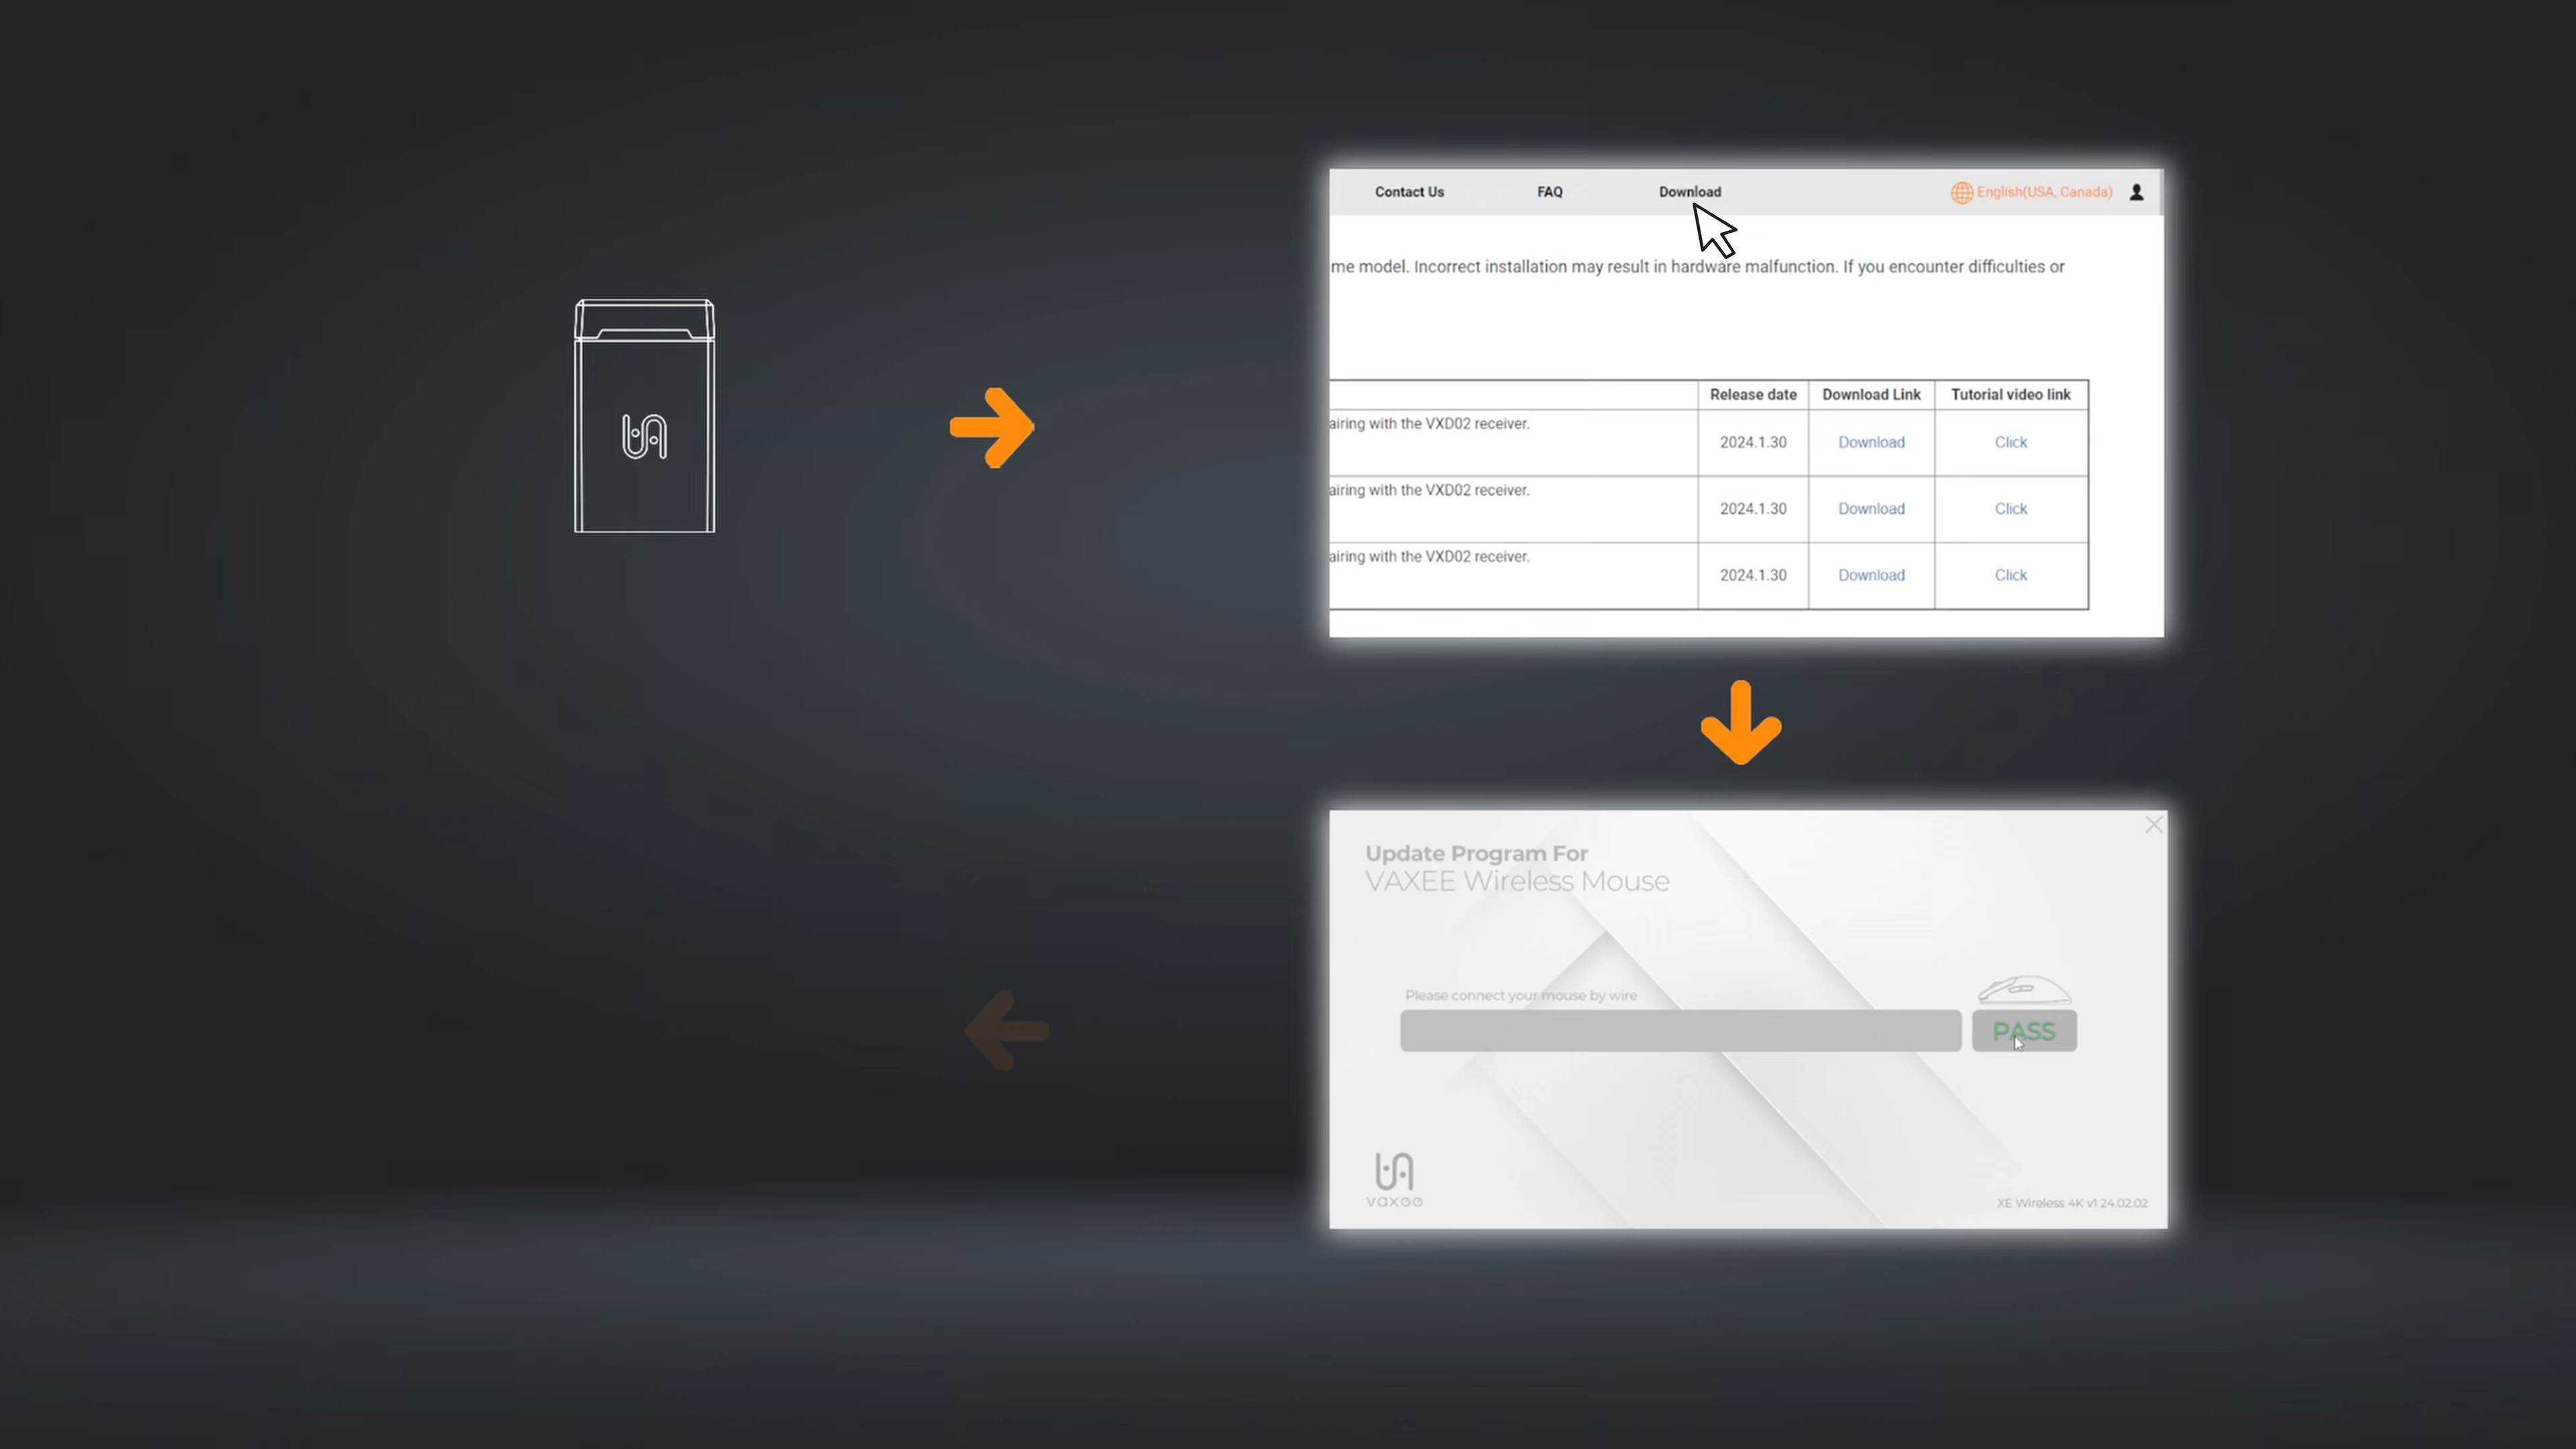 Contact Us FAQ Download English(USA, Canada)
me model. Incorrect installation may result in hardware malfunction. If you encounter difficulties or
Release date Download Link Tutorial video link
airing with the VXD02 receiver.
2024.1.30 Download Click
airing with the VXD02 receiver.
2024.1.30 Download Click
airing with the VXD02 receiver.
2024.1.30 Download Click
Update Program For
VAXEE Wireless Mouse
Please connect your mouse by wire
PASS
vaxee
XE Wireless 4K v1 24.02.02